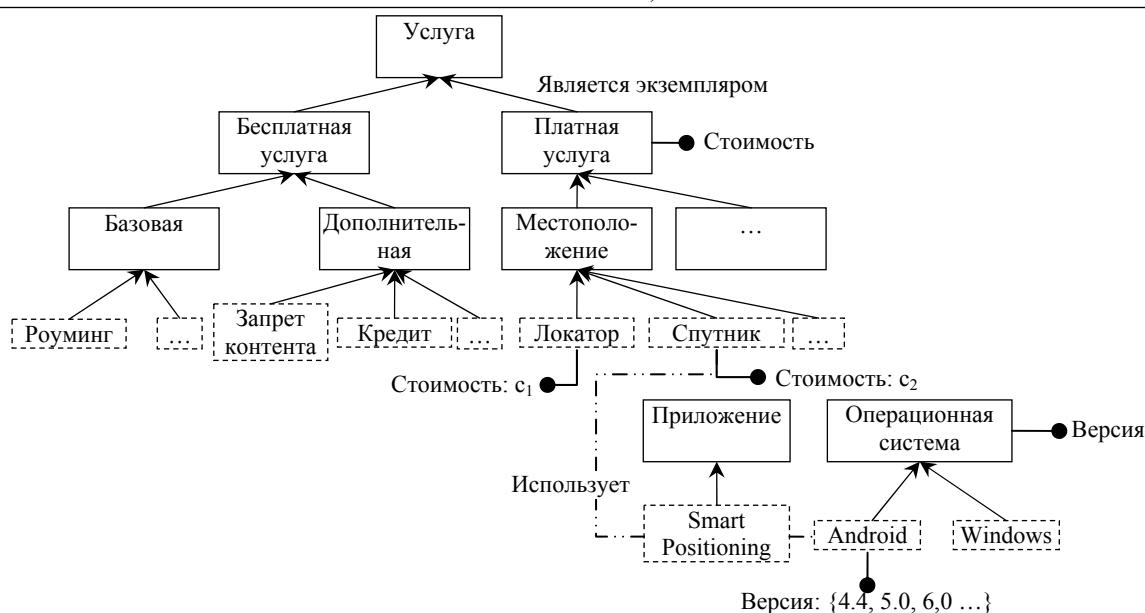 Услуга
Является экземпляром
Бесплатная
услуга
Платная
услуга
Стоимость
Базовая
Дополнитель-
ная
Местополо-
жение
…
Роуминг
…
Запрет
контента
Кредит
…
Локатор
Спутник
…
Стоимость: c₁
Стоимость: c₂
Приложение
Операционная
система
Версия
Использует
Smart
Positioning
Android
Windows
Версия: {4.4, 5.0, 6,0 …}